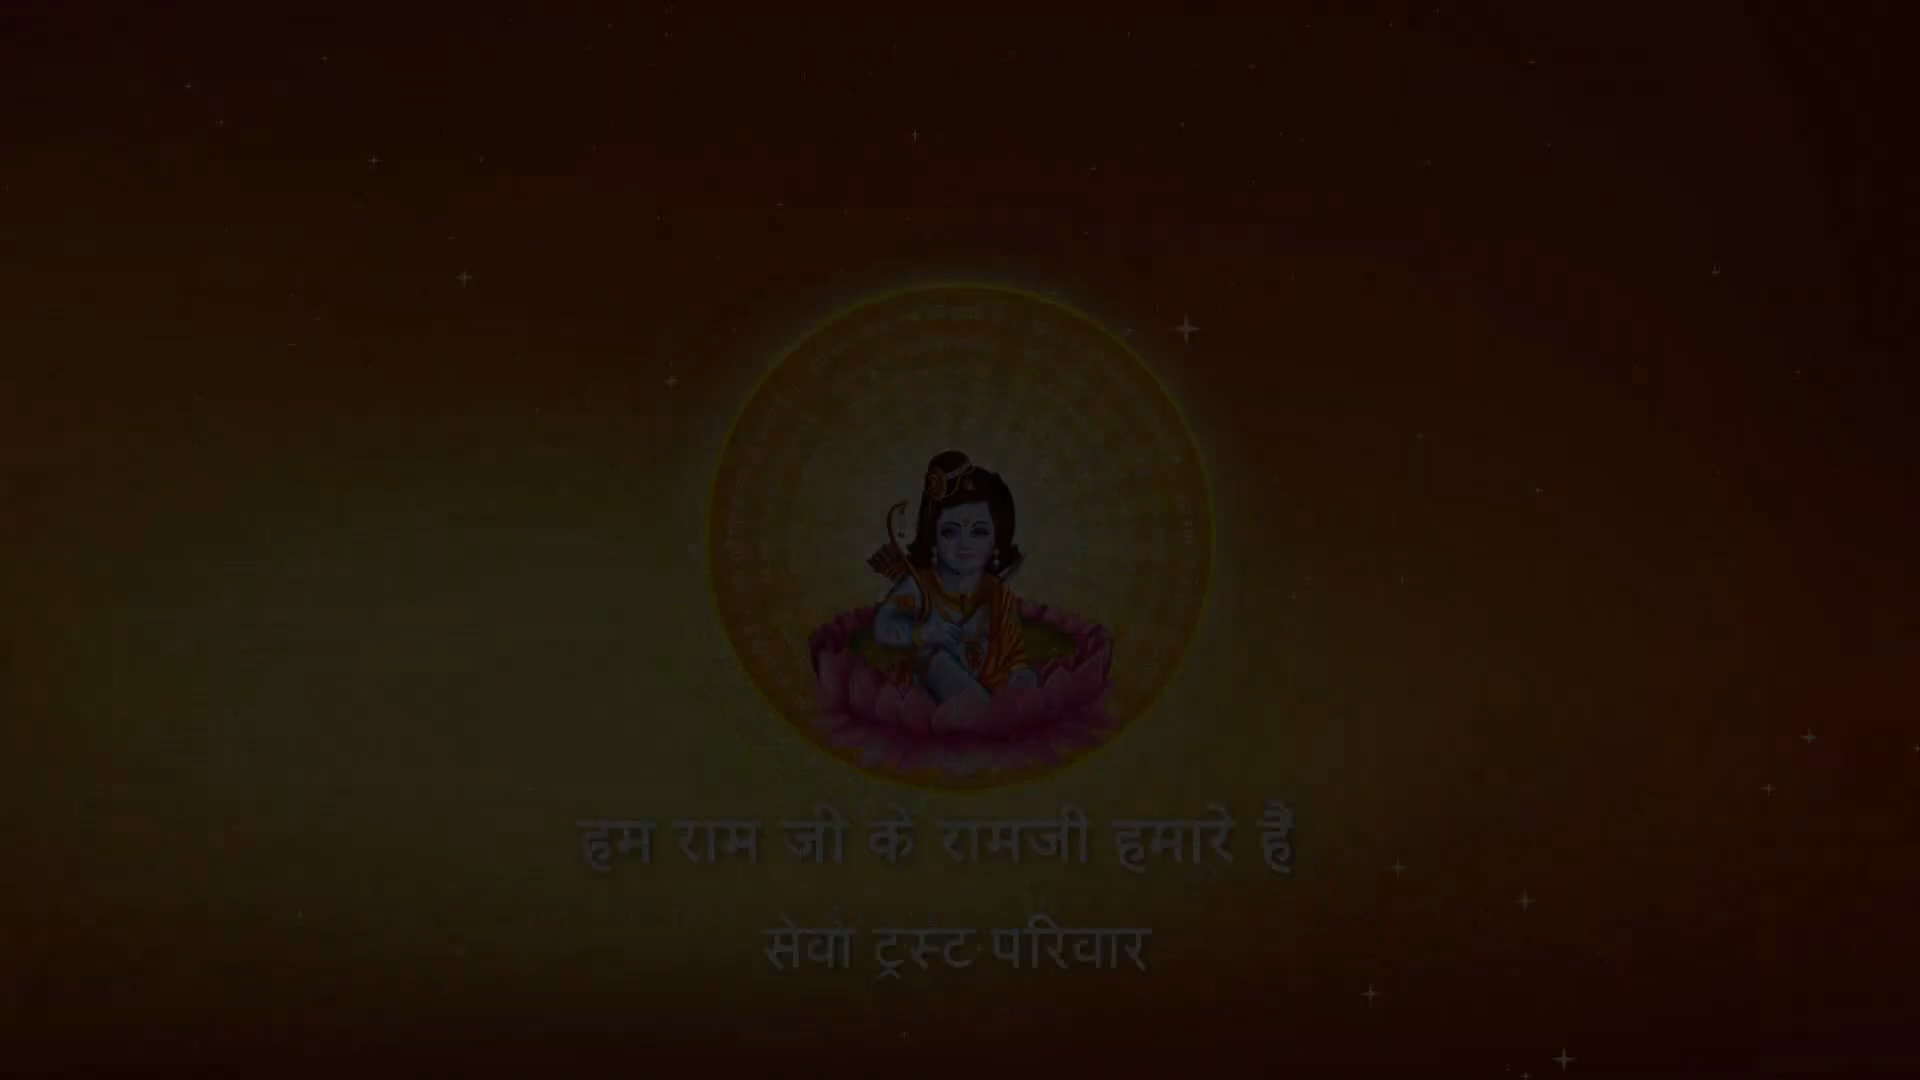 हम राम जी के रामजी हमारे हैं
सेवा ट्रस्ट परिवार